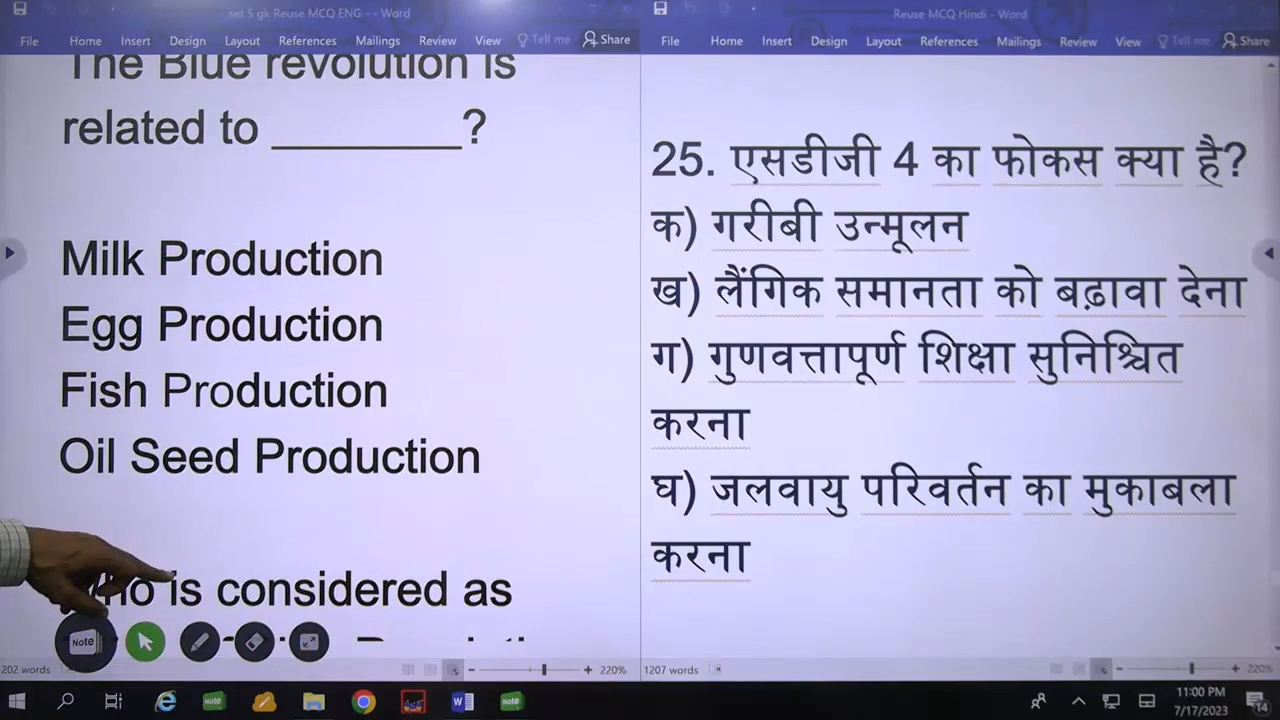 set 5 gk Reuse MCQ ENG - - Word
File Home Insert Design Layout References Mailings Review View Tell me Share
The Blue revolution is
related to ________?
Milk Production
Egg Production
Fish Production
Oil Seed Production
Who is considered as
Note
202 words
220%
Reuse MCQ Hindi - Word
File Home Insert Design Layout References Mailings Review View Tell me Share
25. एसडीजी 4 का फोकस क्या है?
क) गरीबी उन्मूलन
ख) लैंगिक समानता को बढ़ावा देना
ग) गुणवत्तापूर्ण शिक्षा सुनिश्चित
करना
घ) जलवायु परिवर्तन का मुकाबला
करना
1207 words
220%
Note
Note
11:00 PM
7/17/2023
14